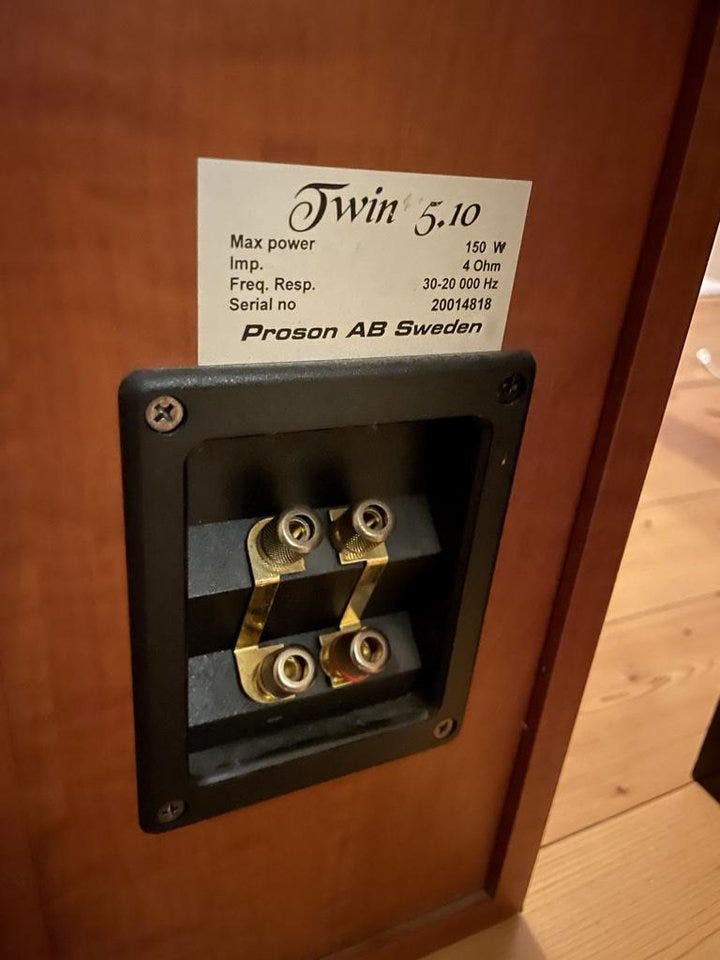 Twin 5.10
Max power 150 W
Imp. 4 Ohm
Freq. Resp. 30-20 000 Hz
Serial no 20014818
Proson AB Sweden